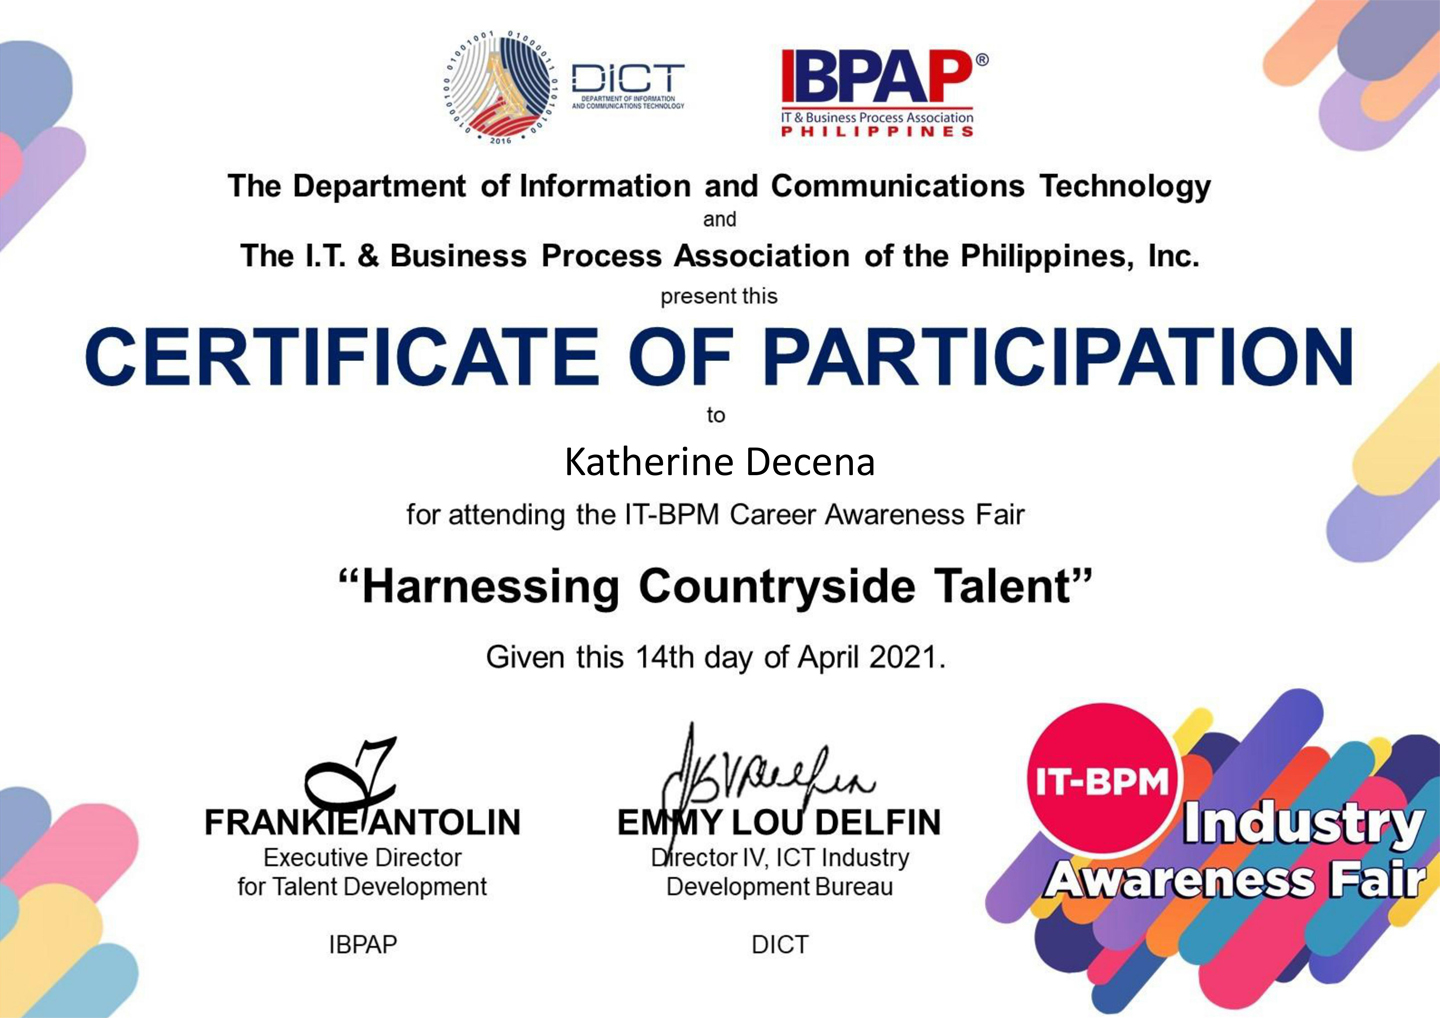 01000100 01001001 01000011 01010100
2016
DICT
DEPARTMENT OF INFORMATION
AND COMMUNICATIONS TECHNOLOGY
IBPAP®
IT & Business Process Association
PHILIPPINES
The Department of Information and Communications Technology
and
The I.T. & Business Process Association of the Philippines, Inc.
present this
CERTIFICATE OF PARTICIPATION
to
Katherine Decena
for attending the IT-BPM Career Awareness Fair
“Harnessing Countryside Talent”
Given this 14th day of April 2021.
FRANKIE ANTOLIN
Executive Director
for Talent Development
IBPAP
EMMY LOU DELFIN
Director IV, ICT Industry
Development Bureau
DICT
IT-BPM
Industry
Awareness Fair